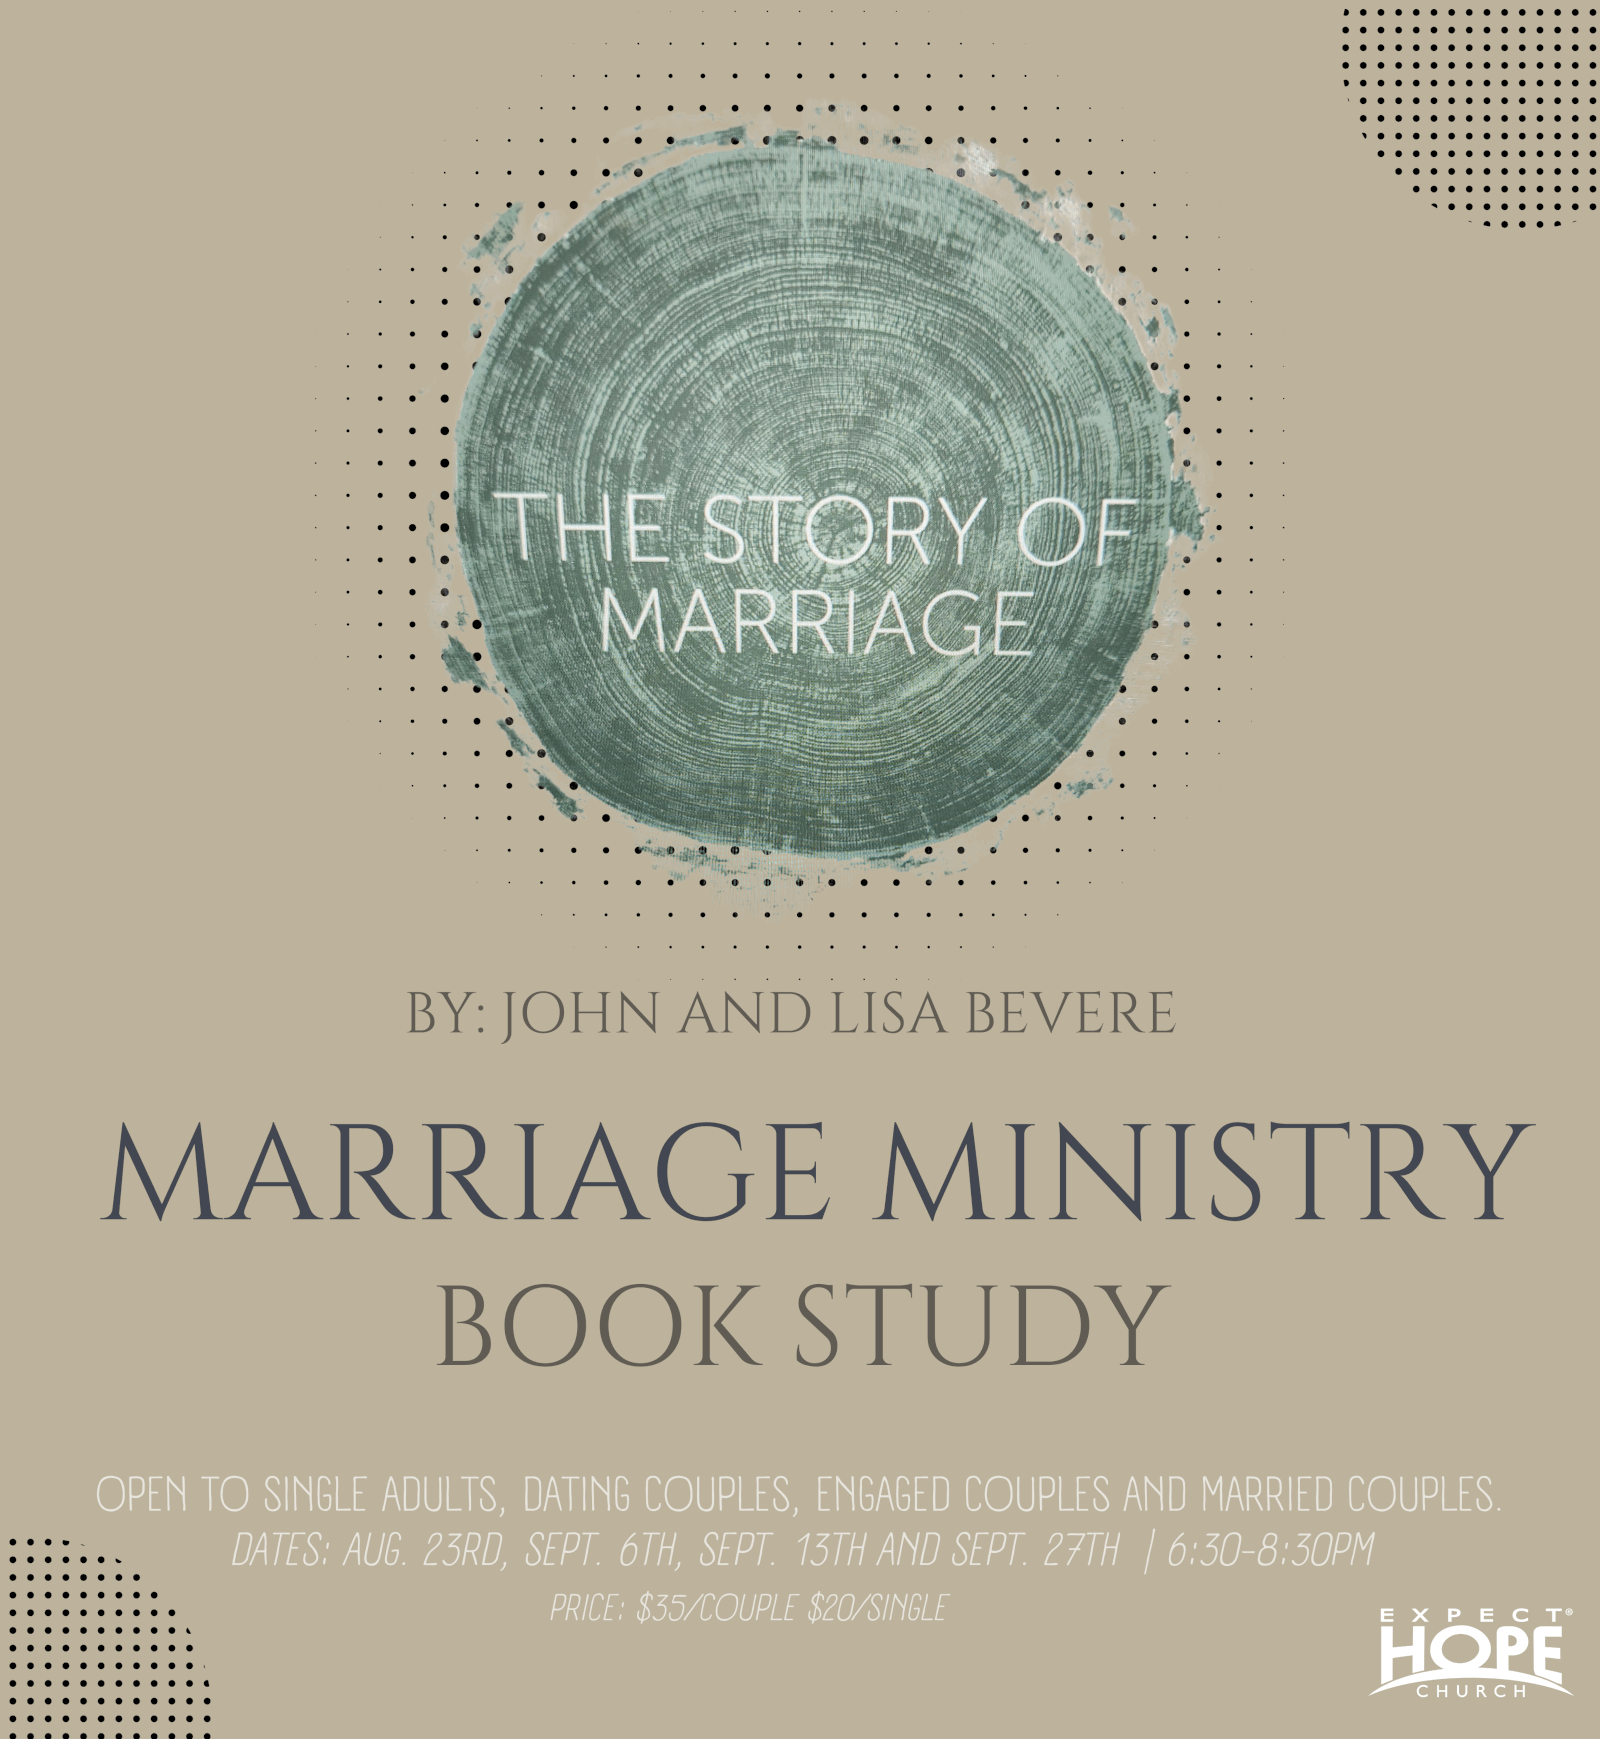 THE STORY OF
MARRIAGE
BY: JOHN AND LISA BEVERE
MARRIAGE MINISTRY
BOOK STUDY
OPEN TO SINGLE ADULTS, DATING COUPLES, ENGAGED COUPLES AND MARRIED COUPLES.
DATES: AUG. 23RD, SEPT. 6TH, SEPT. 13TH AND SEPT. 27TH | 6:30-8:30PM
PRICE: $35/COUPLE $20/SINGLE
EXPECT®
HOPE
CHURCH